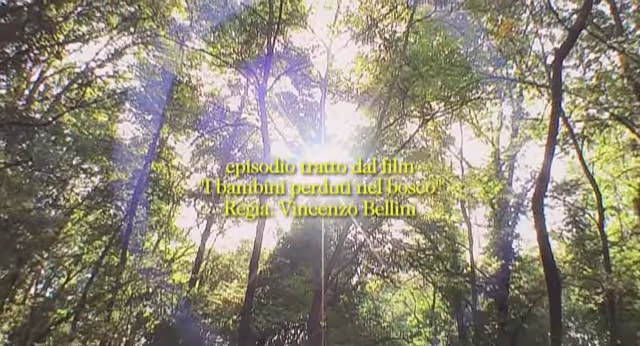 episodio tratto dal film
"I bambini perduti nel bosco"
Regia: Vincenzo Bellini